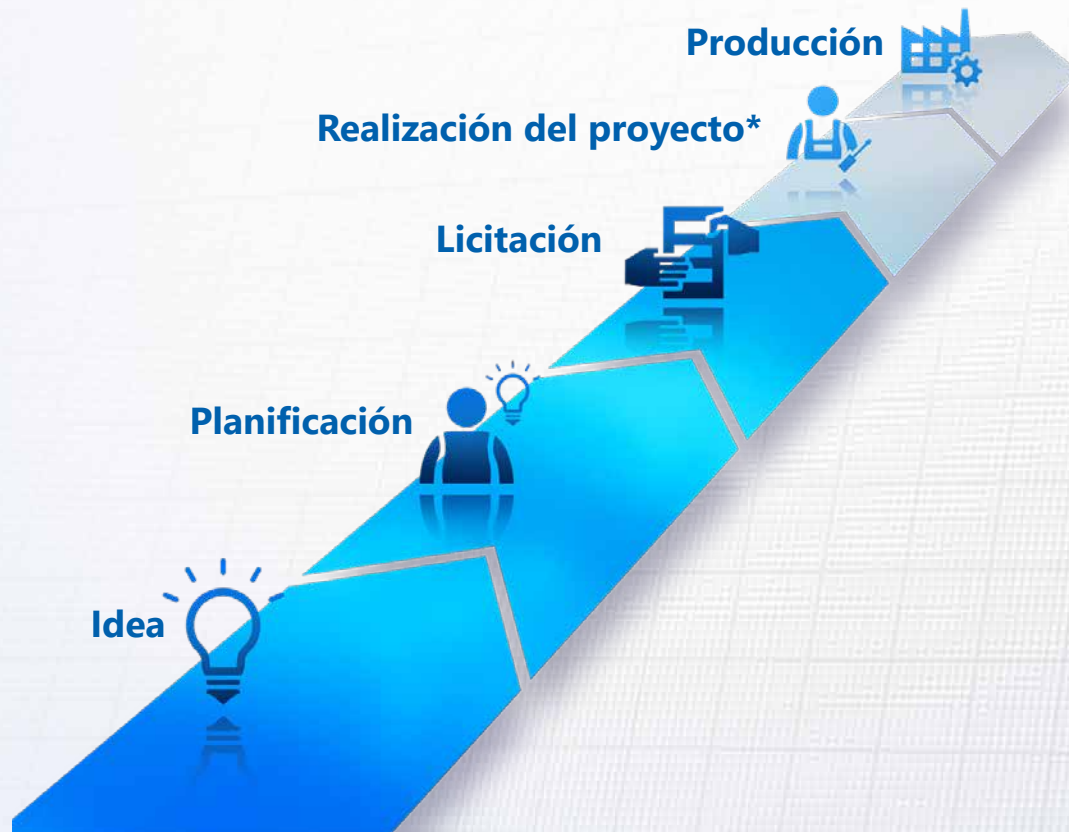 Producción
Realización del proyecto*
Licitación
Planificación
Idea